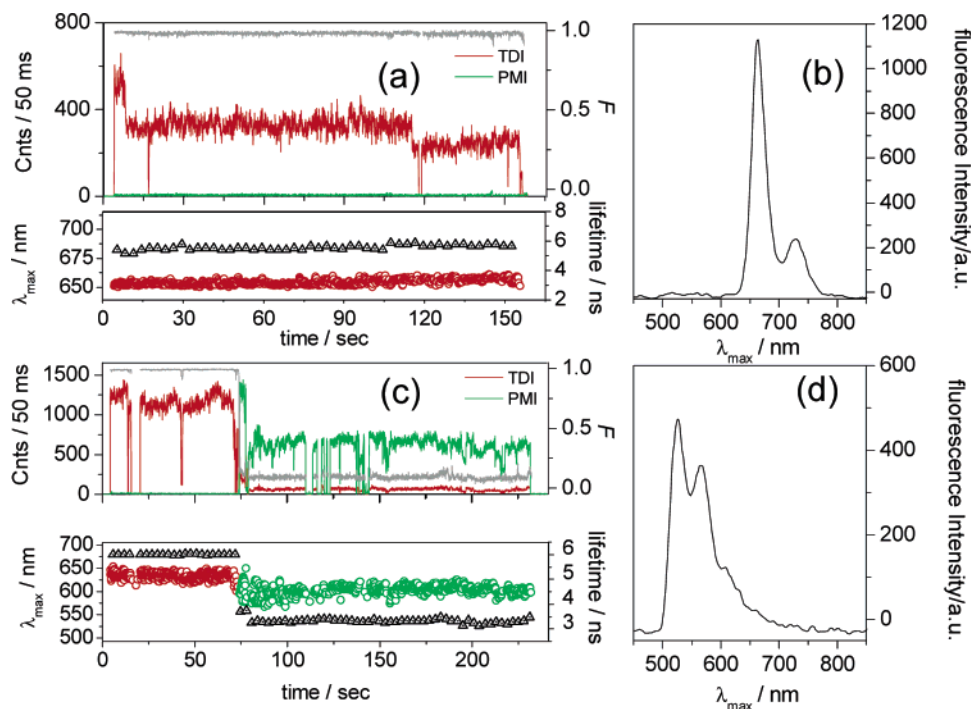 800
400
0
Cnts / 50 ms
(a)
TDI
PMI
1.0
0.5
0.0
F
700
675
650
λmax / nm
8
6
4
3
2
lifetime / ns
0
30
60
90
120
150
time / sec
(b)
1200
1000
800
600
400
200
0
fluorescence Intensity/a.u.
500
600
700
800
λmax / nm
1500
1000
500
0
Cnts / 50 ms
(c)
TDI
PMI
1.0
0.5
0.0
F
700
650
600
550
500
λmax / nm
6
5
4
3
lifetime / ns
0
50
100
150
200
time / sec
(d)
600
400
200
0
fluorescence Intensity/a.u.
500
600
700
800
λmax / nm